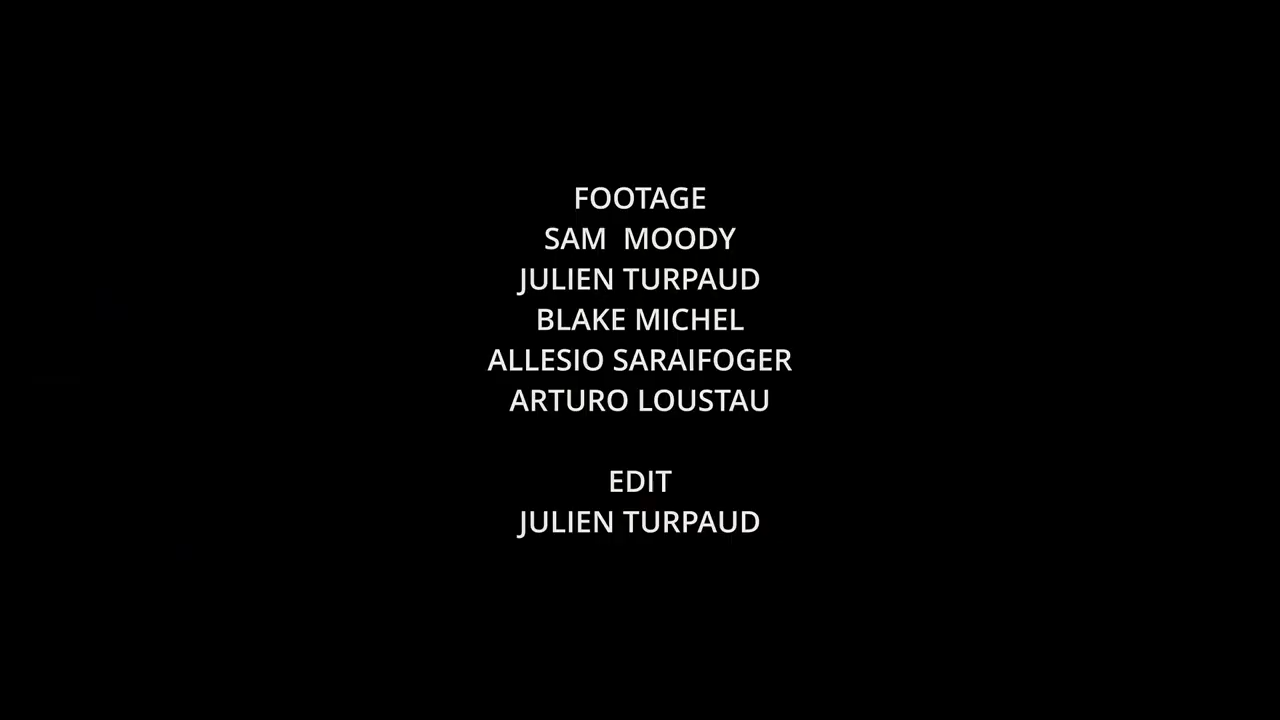 FOOTAGE
SAM  MOODY
JULIEN TURPAUD
BLAKE MICHEL
ALLESIO SARAIFOGER
ARTURO LOUSTAU
EDIT
JULIEN TURPAUD